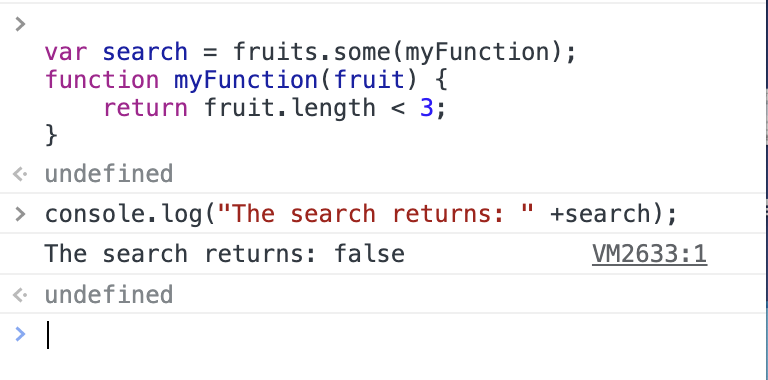 >
var search = fruits.some(myFunction);
function myFunction(fruit) {
    return fruit.length < 3;
}
<· undefined
> console.log("The search returns: " +search);
The search returns: false VM2633:1
<· undefined
>